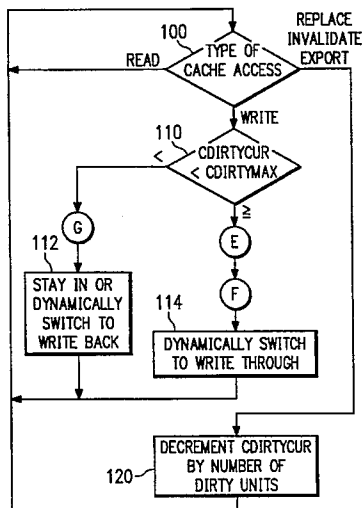 REPLACE
INVALIDATE
EXPORT
100
TYPE OF
CACHE ACCESS
READ
WRITE
110
CDIRTYCUR
< CDIRTYMAX
<
≥
G
E
F
112
STAY IN OR
DYNAMICALLY
SWITCH TO
WRITE BACK
114
DYNAMICALLY SWITCH
TO WRITE THROUGH
DECREMENT CDIRTYCUR
BY NUMBER OF
DIRTY UNITS
120